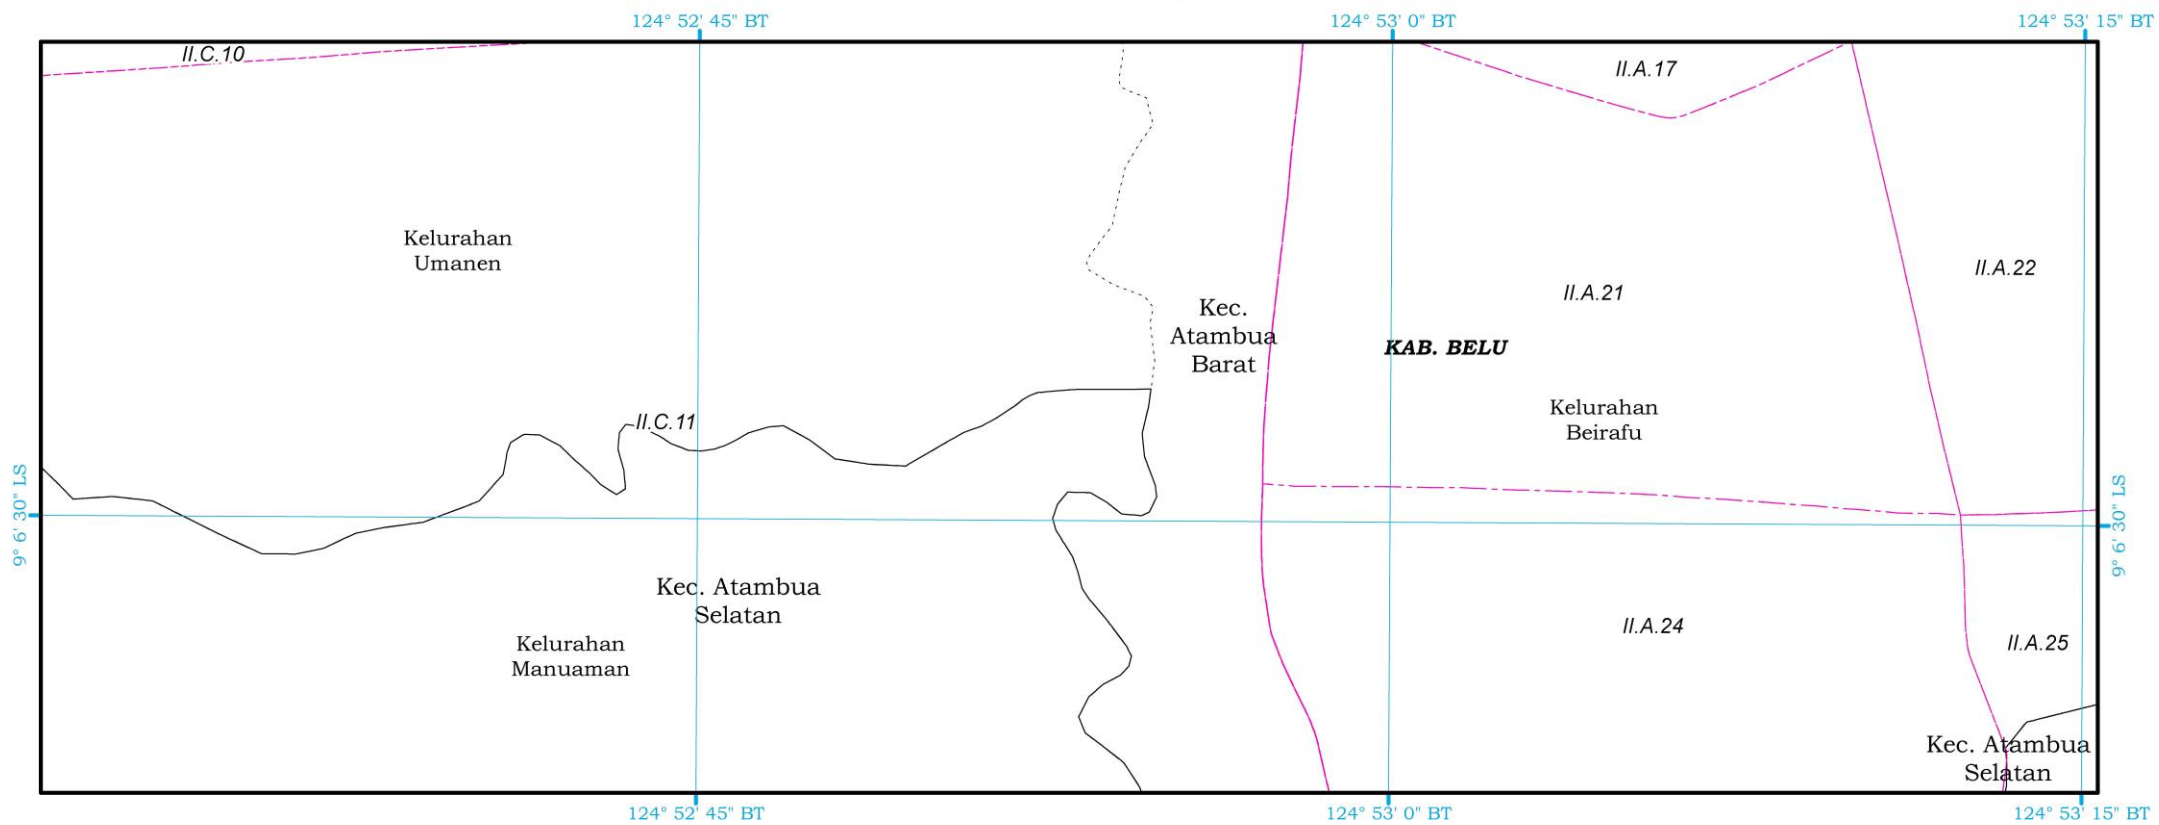 124° 52' 45" BT
124° 53' 0" BT
124° 53' 15" BT
II.C.10
II.A.17
Kelurahan
Umanen
II.A.22
II.A.21
Kec.
Atambua
Barat
KAB. BELU
Kelurahan
Beirafu
II.C.11
9° 6' 30" LS
9° 6' 30" LS
Kec. Atambua
Selatan
Kelurahan
Manuaman
II.A.24
II.A.25
Kec. Atambua
Selatan
124° 52' 45" BT
124° 53' 0" BT
124° 53' 15" BT